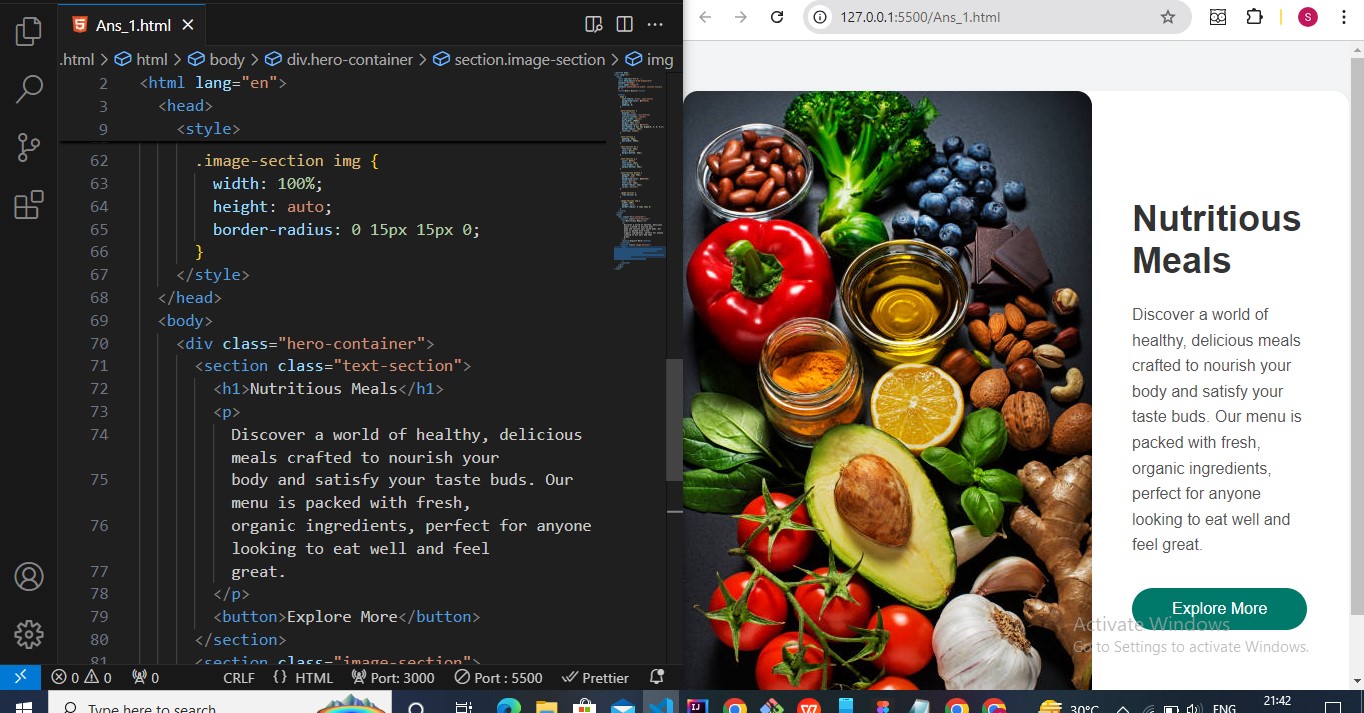 Ans_1.html
.html > html > body > div.hero-container > section.image-section > img
2 <html lang="en">
3 <head>
9 <style>
62 .image-section img {
63 width: 100%;
64 height: auto;
65 border-radius: 0 15px 15px 0;
66 }
67 </style>
68 </head>
69 <body>
70 <div class="hero-container">
71 <section class="text-section">
72 <h1>Nutritious Meals</h1>
73 <p>
74 Discover a world of healthy, delicious
meals crafted to nourish your
75 body and satisfy your taste buds. Our
menu is packed with fresh,
76 organic ingredients, perfect for anyone
looking to eat well and feel
77 great.
78 </p>
79 <button>Explore More</button>
80 </section>
81 <section class="image-section">
0 0 0 CRLF {} HTML Port: 3000 Port : 5500 Prettier
127.0.0.1:5500/Ans_1.html
S
Nutritious
Meals
Discover a world of
healthy, delicious meals
crafted to nourish your
body and satisfy your
taste buds. Our menu is
packed with fresh,
organic ingredients,
perfect for anyone
looking to eat well and
feel great.
Explore More
Activate Windows
Go to Settings to activate Windows.
Type here to search
30°C
ENG
21:42